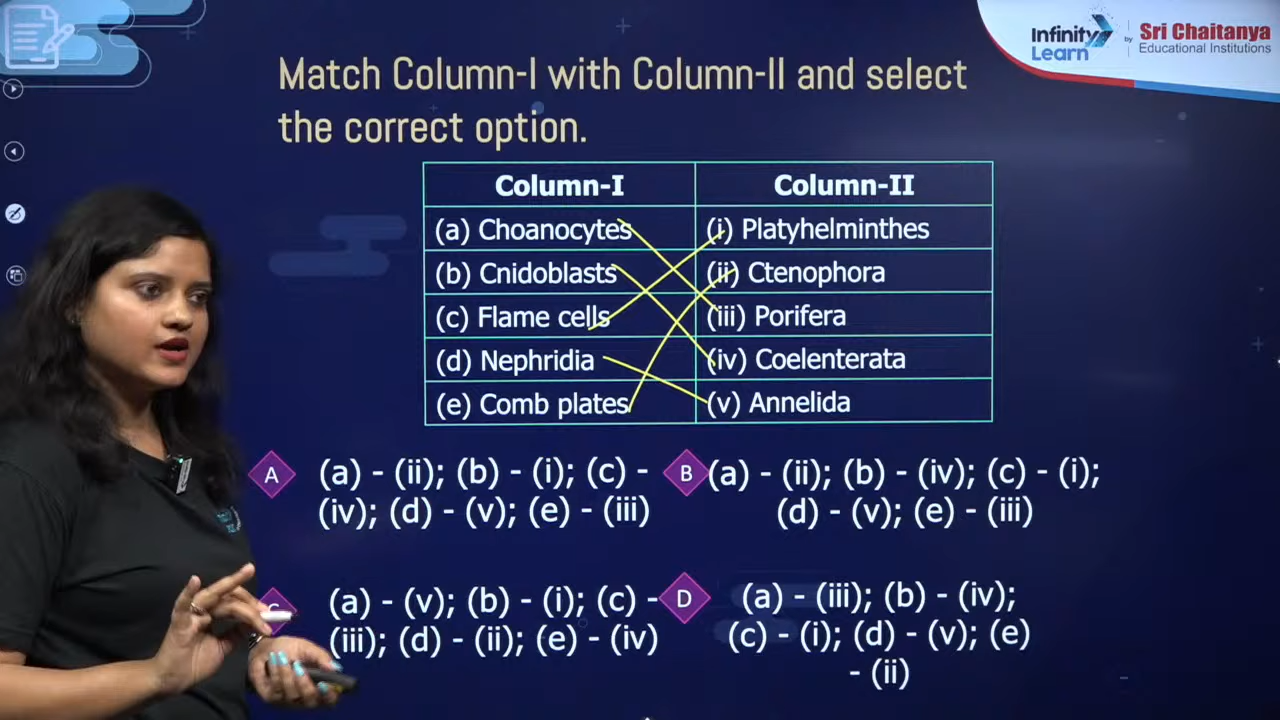 Infinity
Learn
by
Sri Chaitanya
Educational Institutions
Match Column-I with Column-II and select
the correct option.
Column-I
Column-II
(a) Choanocytes
(i) Platyhelminthes
(b) Cnidoblasts
(ii) Ctenophora
(c) Flame cells
(iii) Porifera
(d) Nephridia
(iv) Coelenterata
(e) Comb plates
(v) Annelida
A
(a) - (ii); (b) - (i); (c) -
(iv); (d) - (v); (e) - (iii)
B
(a) - (ii); (b) - (iv); (c) - (i);
(d) - (v); (e) - (iii)
C
(a) - (v); (b) - (i); (c) -
(iii); (d) - (ii); (e) - (iv)
D
(a) - (iii); (b) - (iv);
(c) - (i); (d) - (v); (e)
- (ii)